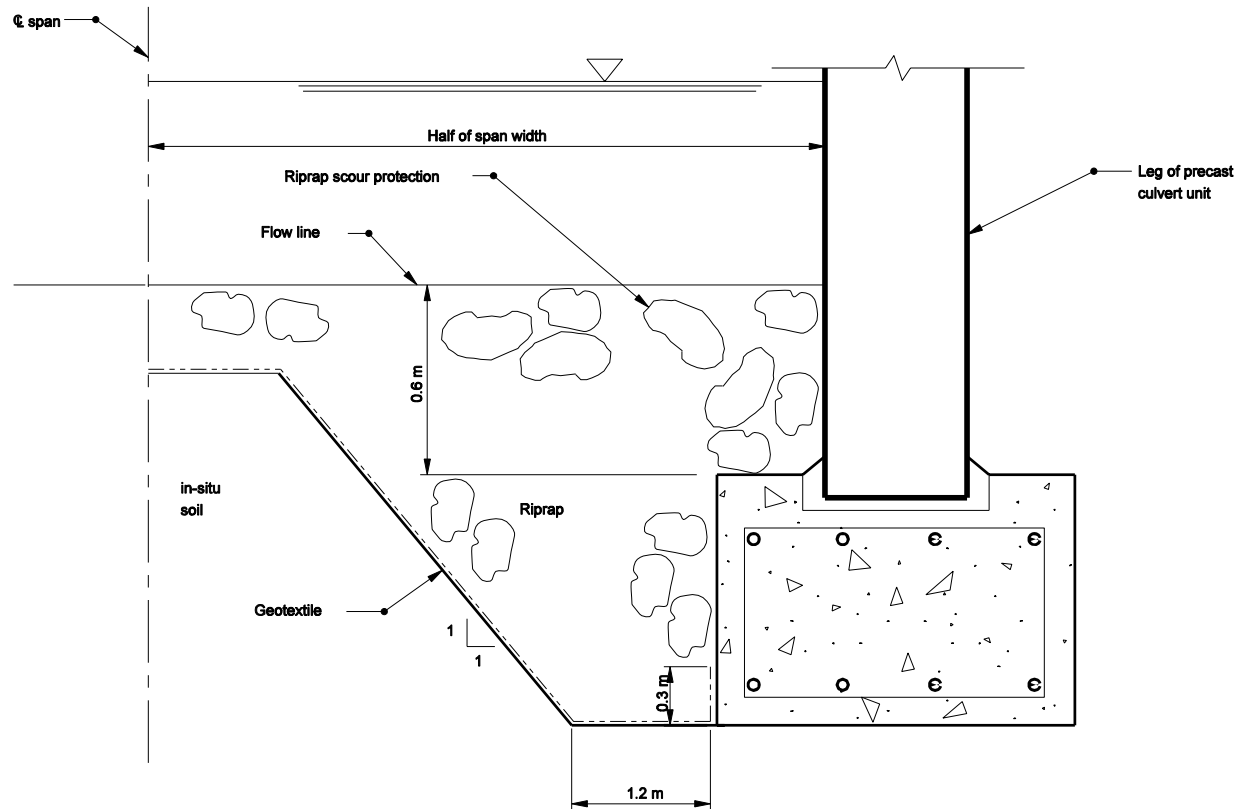 ℄ span
Half of span width
Riprap scour protection
Leg of precast
culvert unit
Flow line
0.6 m
in-situ
soil
Riprap
Geotextile
1
1
0.3 m
1.2 m